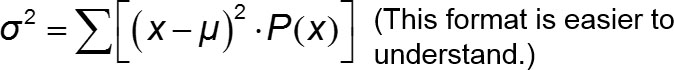 σ² = ∑[(x – μ)² · P(x)] (This format is easier to
understand.)